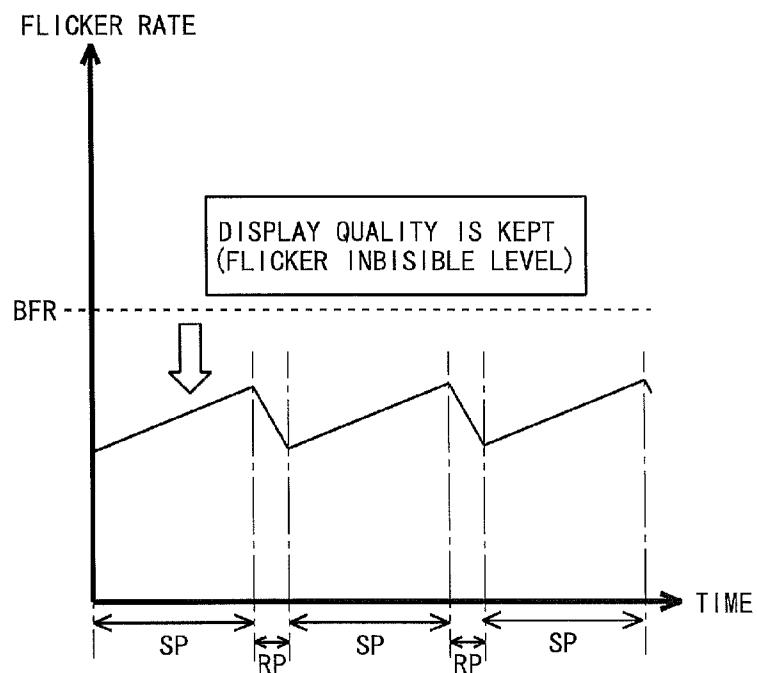 FLICKER RATE
DISPLAY QUALITY IS KEPT
(FLICKER INBISIBLE LEVEL)
BFR
TIME
SP
RP
SP
RP
SP